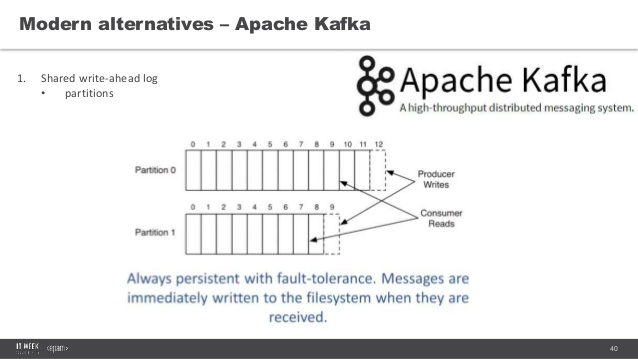 Modern alternatives – Apache Kafka
1. Shared write-ahead log
• partitions
Apache Kafka
A high-throughput distributed messaging system.
0 1 2 3 4 5 6 7 8 9 10 11 12
Partition 0
Producer
Writes
0 1 2 3 4 5 6 7 8 9
Consumer
Reads
Partition 1
Always persistent with fault-tolerance. Messages are
immediately written to the filesystem when they are
received.
IT WEEK
<epam>
40